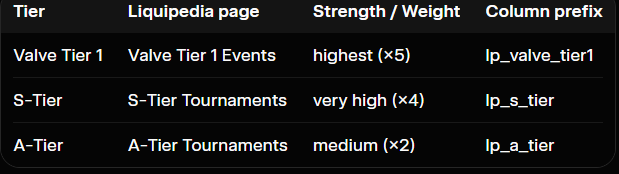 Tier Liquipedia page Strength / Weight Column prefix
Valve Tier 1 Valve Tier 1 Events highest (×5) lp_valve_tier1
S-Tier S-Tier Tournaments very high (×4) lp_s_tier
A-Tier A-Tier Tournaments medium (×2) lp_a_tier